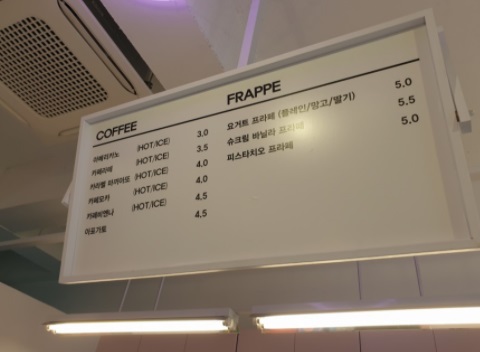 COFFEE
아메리카노 (HOT/ICE) 3.0
카페라떼 (HOT/ICE) 3.5
카라멜 마끼아또 (HOT/ICE) 4.0
카페모카 (HOT/ICE) 4.0
카페비엔나 (HOT/ICE) 4.5
아포가토 4.5
FRAPPE
요거트 프라페 (플레인/망고/딸기) 5.0
슈크림 바닐라 프라페 5.5
피스타치오 프라페 5.0